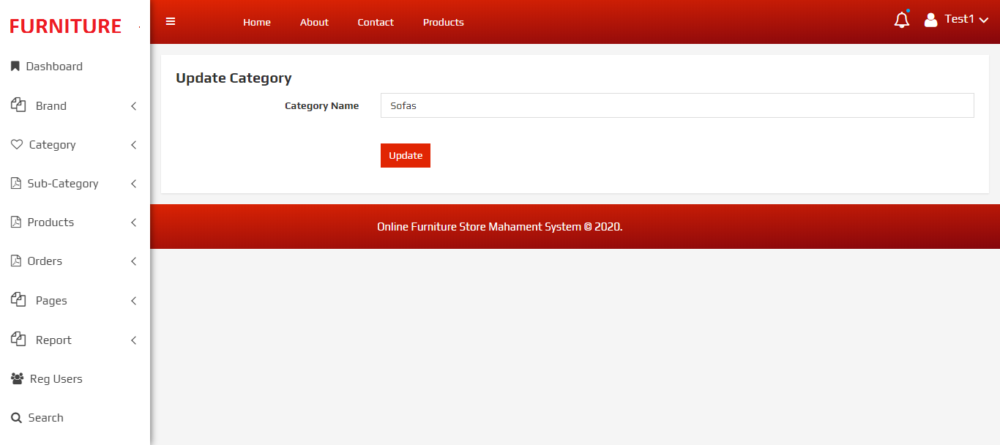 FURNITURE
Home About Contact Products Test1
Dashboard
Brand
Category
Sub-Category
Products
Orders
Pages
Report
Reg Users
Search
Update Category
Category Name Sofas
Update
Online Furniture Store Mahament System © 2020.